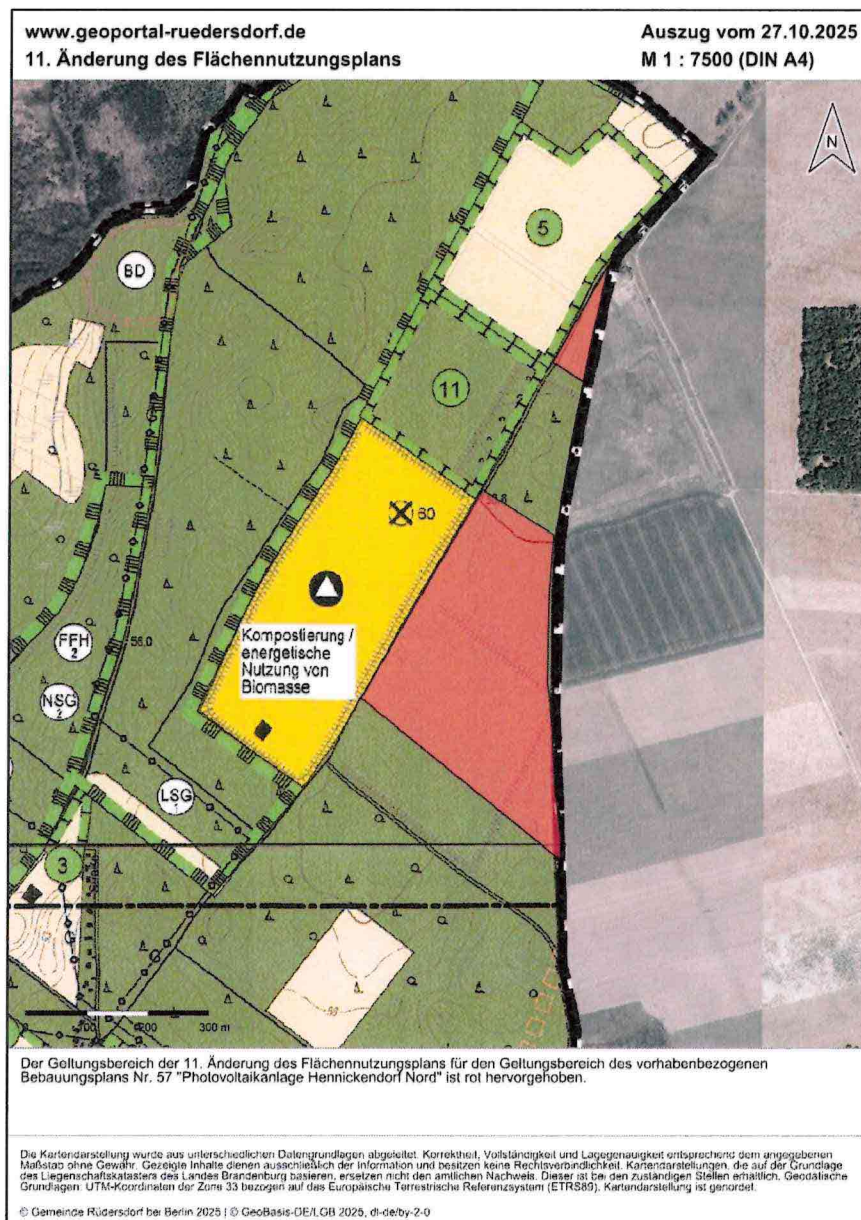 www.geoportal-ruedersdorf.de
Auszug vom 27.10.2025
11. Änderung des Flächennutzungsplans
M 1 : 7500 (DIN A4)
N
5
BD
11
60
Kompostierung /
energetische
Nutzung von
Biomasse
FFH
2
56,0
NSG
2
LSG
1
3
0 100 200 300 m
Der Geltungsbereich der 11. Änderung des Flächennutzungsplans für den Geltungsbereich des vorhabenbezogenen
Bebauungsplans Nr. 57 "Photovoltaikanlage Hennickendorf Nord" ist rot hervorgehoben.
Die Kartendarstellung wurde aus unterschiedlichen Datengrundlagen abgeleitet. Korrektheit, Vollständigkeit und Lagegenauigkeit entsprechend dem angegebenen
Maßstab ohne Gewähr. Gezeigte Inhalte dienen ausschließlich der Information und besitzen keine Rechtsverbindlichkeit. Kartendarstellungen, die auf der Grundlage
des Liegenschaftskatasters des Landes Brandenburg basieren, ersetzen nicht den amtlichen Nachweis. Dieser ist bei den zuständigen Stellen erhältlich. Geodätische
Grundlagen: UTM-Koordinaten der Zone 33 bezogen auf das Europäische Terrestrische Referenzsystem (ETRS89). Kartendarstellung ist genordet.
© Gemeinde Rüdersdorf bei Berlin 2025 | © GeoBasis-DE/LGB 2025, dl-de/by-2-0